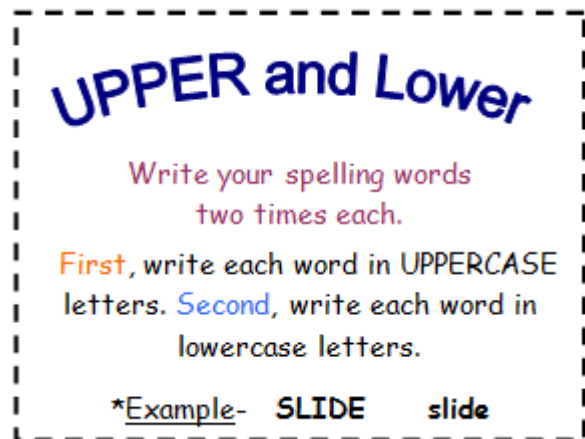 UPPER and Lower
Write your spelling words
two times each.
First, write each word in UPPERCASE
letters. Second, write each word in
lowercase letters.
*Example- SLIDE slide